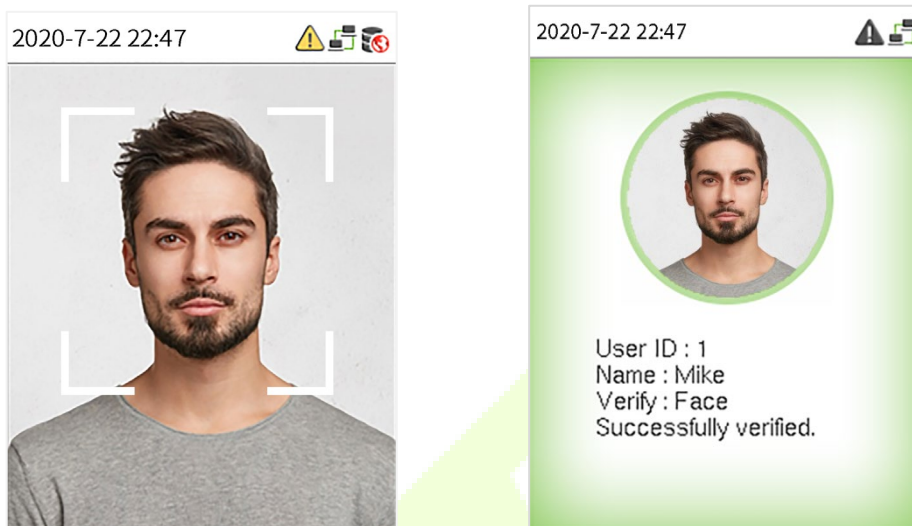 2020-7-22 22:47
2020-7-22 22:47
User ID : 1
Name : Mike
Verify : Face
Successfully verified.